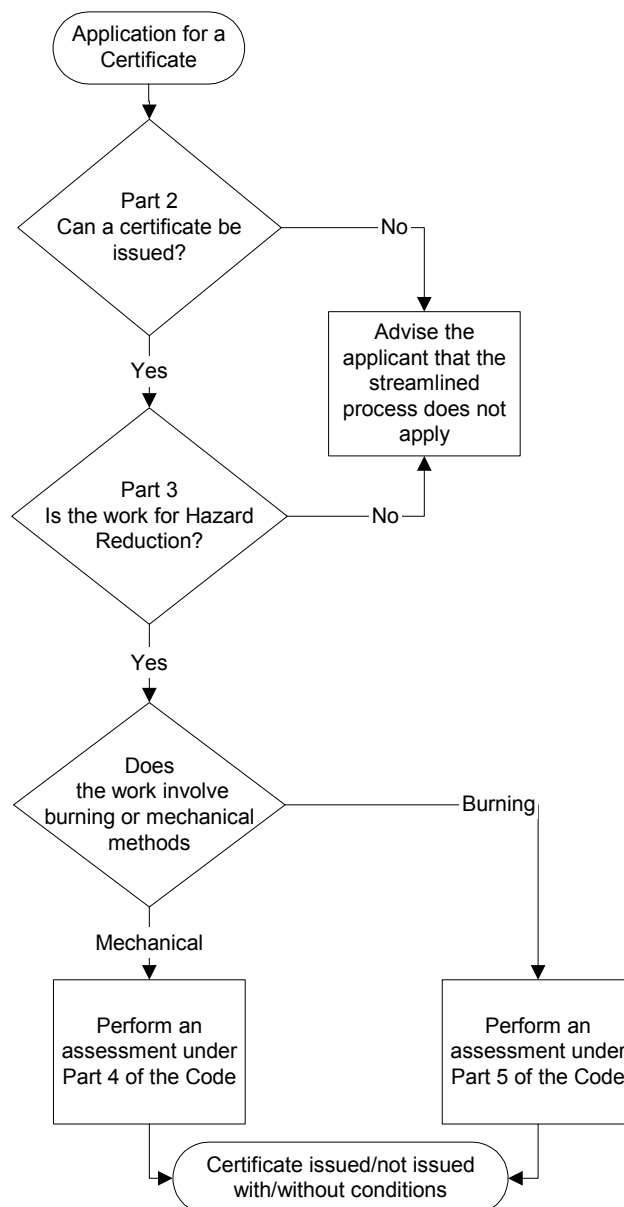 Application for a
Certificate
Part 2
Can a certificate be
issued?
No
Advise the
applicant that the
streamlined
process does not
apply
Yes
Part 3
Is the work for Hazard
Reduction?
No
Yes
Does
the work involve
burning or mechanical
methods
Burning
Mechanical
Perform an
assessment under
Part 4 of the Code
Perform an
assessment under
Part 5 of the Code
Certificate issued/not issued
with/without conditions